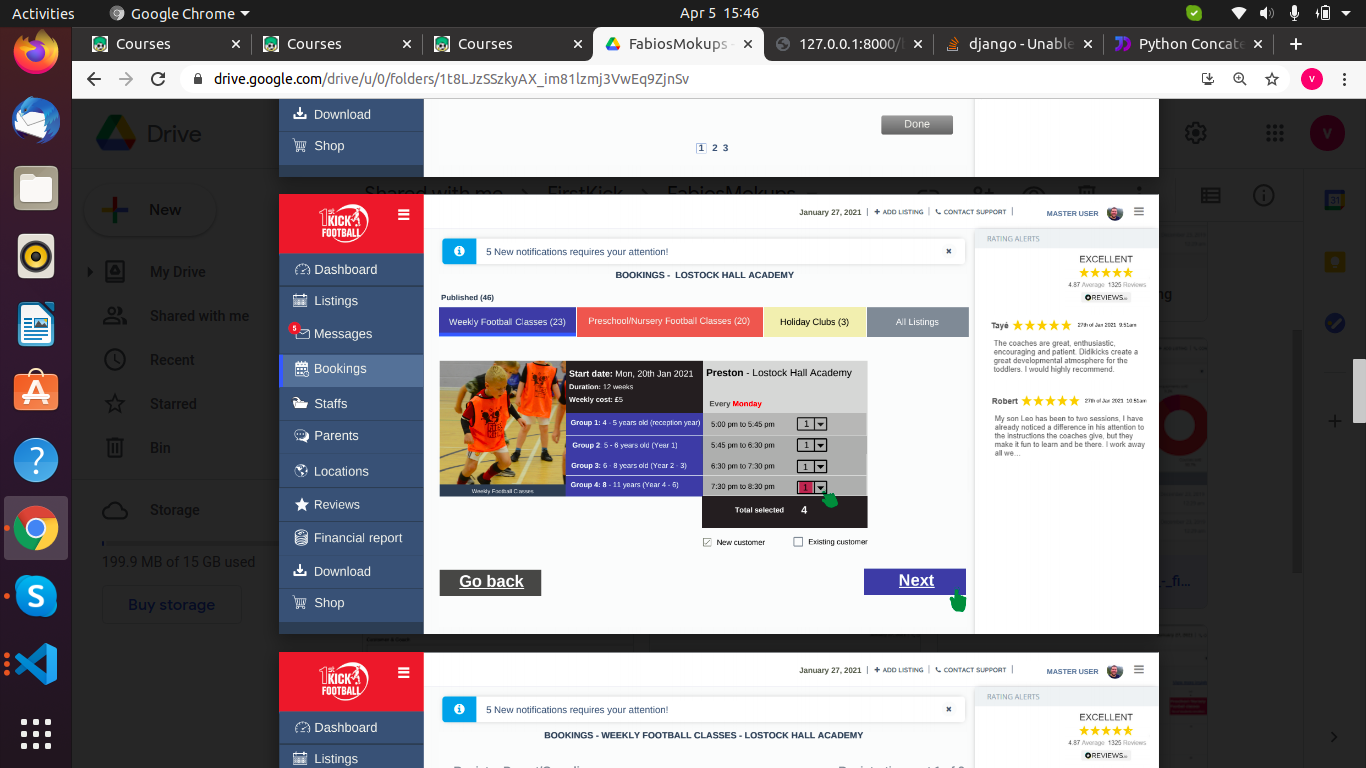 Activities
Google Chrome
Apr 5 15:46
Courses
Courses
Courses
FabiosMokups -
127.0.0.1:8000/
django - Unable
Python Concate
drive.google.com/drive/u/0/folders/1t8LJzSSzkyAX_im81lzmj3VwEq9ZjnSv
V
Drive
New
My Drive
Shared with me
Recent
Starred
Bin
Storage
199.9 MB of 15 GB used
Buy storage
Shared with me
FirstKick
FabiosMokups
V
Download
Shop
Done
1 2 3
1st KICK FOOTBALL
January 27, 2021 | + ADD LISTING | CONTACT SUPPORT |
MASTER USER
5 New notifications requires your attention!
BOOKINGS - LOSTOCK HALL ACADEMY
Published (46)
Weekly Football Classes (23)
Preschool/Nursery Football Classes (20)
Holiday Clubs (3)
All Listings
Dashboard
Listings
5
Messages
Bookings
Staffs
Parents
Locations
Reviews
Financial report
Download
Shop
Weekly Football Classes
Start date: Mon, 20th Jan 2021
Duration: 12 weeks
Weekly cost: £5
Preston - Lostock Hall Academy
Every Monday
Group 1: 4 - 5 years old (reception year)
5:00 pm to 5:45 pm
1
Group 2: 5 - 6 years old (Year 1)
5:45 pm to 6:30 pm
1
Group 3: 6 - 8 years old (Year 2 - 3)
6:30 pm to 7:30 pm
1
Group 4: 8 - 11 years (Year 4 - 6)
7:30 pm to 8:30 pm
1
Total selected 4
New customer
Existing customer
Go back
Next
RATING ALERTS
EXCELLENT
4.87 Average 1325 Reviews
REVIEWS.io
Tayé
27th of Jan 2021 9.51am
The coaches are great, enthusiastic,
encouraging and patient. Didikicks create a
great developmental atmosphere for the
toddlers. I would highly recommend.
Robert
27th of Jan 2021 10.51am
My son Leo has been to two sessions, I have
already noticed a difference in his attention to
the instructions the coaches give, but they
make it fun to learn and be there. I work away
all we...
1st KICK FOOTBALL
January 27, 2021 | + ADD LISTING | CONTACT SUPPORT |
MASTER USER
5 New notifications requires your attention!
BOOKINGS - WEEKLY FOOTBALL CLASSES - LOSTOCK HALL ACADEMY
Dashboard
Listings
RATING ALERTS
EXCELLENT
4.87 Average 1325 Reviews
REVIEWS.io